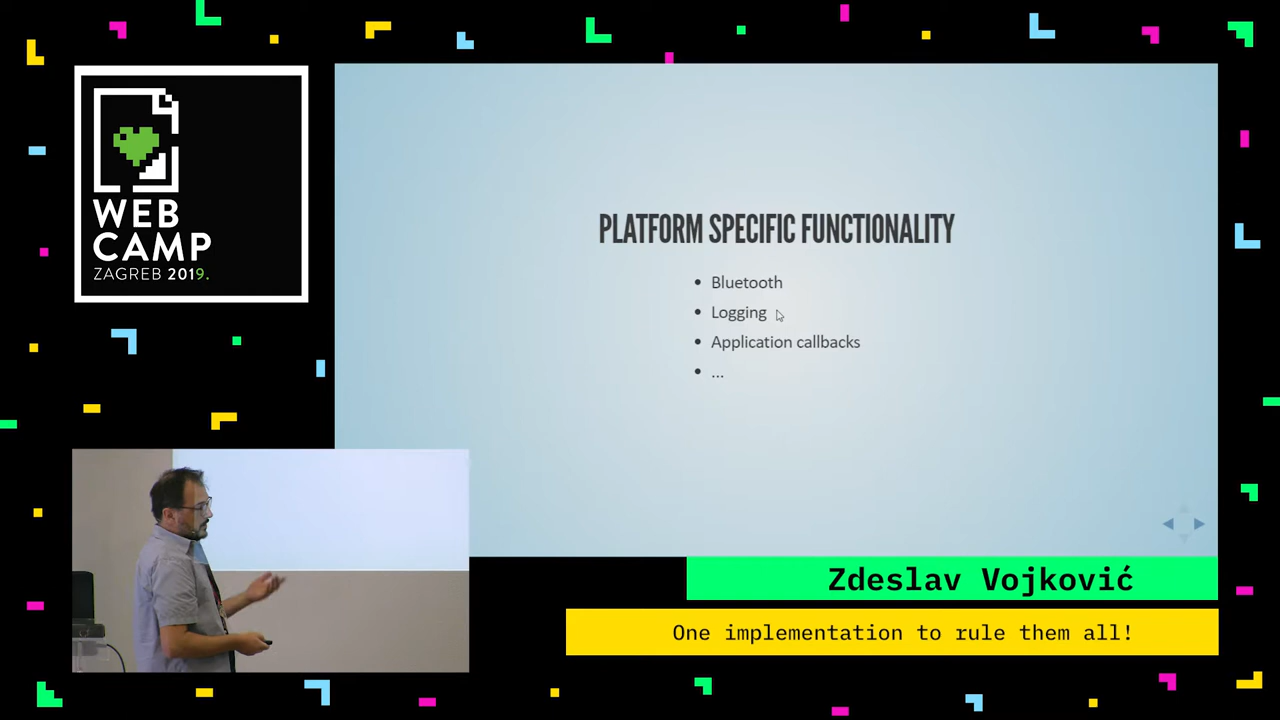 WEB
CAMP
ZAGREB 2019.
PLATFORM SPECIFIC FUNCTIONALITY
• Bluetooth
• Logging
• Application callbacks
• ...
Zdeslav Vojković
One implementation to rule them all!